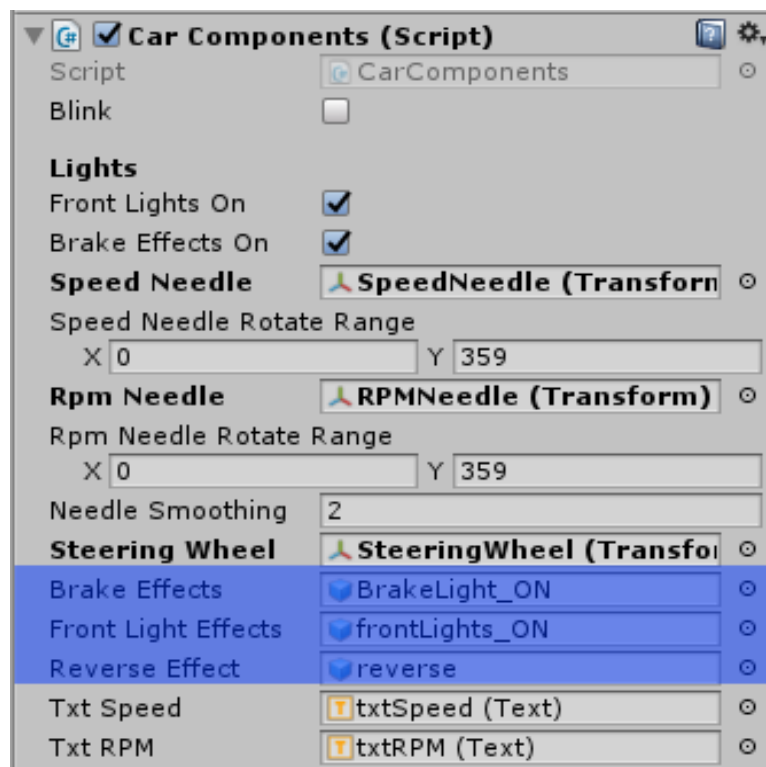 Car Components (Script)
Script CarComponents
Blink
Lights
Front Lights On
Brake Effects On
Speed Needle SpeedNeedle (Transform
Speed Needle Rotate Range
X 0 Y 359
Rpm Needle RPMNeedle (Transform)
Rpm Needle Rotate Range
X 0 Y 359
Needle Smoothing 2
Steering Wheel SteeringWheel (Transfo
Brake Effects BrakeLight_ON
Front Light Effects frontLights_ON
Reverse Effect reverse
Txt Speed txtSpeed (Text)
Txt RPM txtRPM (Text)